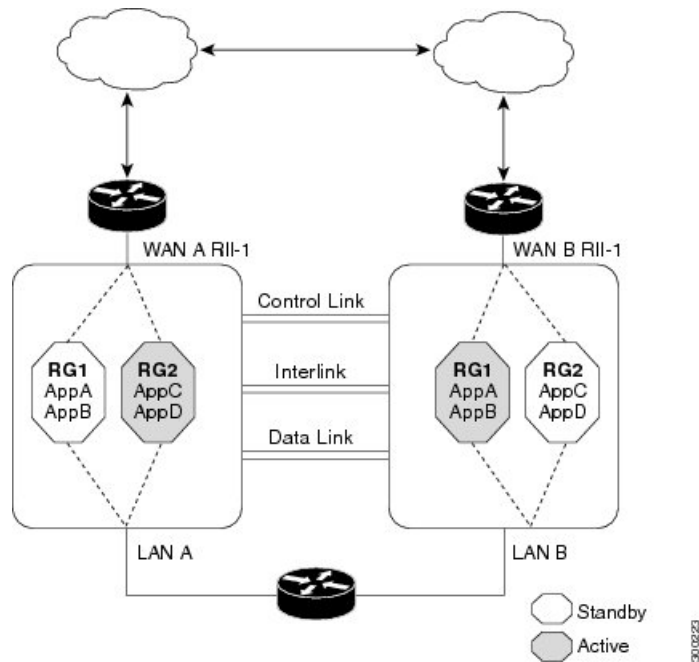 WAN A RII-1
WAN B RII-1
Control Link
RG1
AppA
AppB
RG2
AppC
AppD
Interlink
RG1
AppA
AppB
RG2
AppC
AppD
Data Link
LAN A
LAN B
Standby
Active
300223